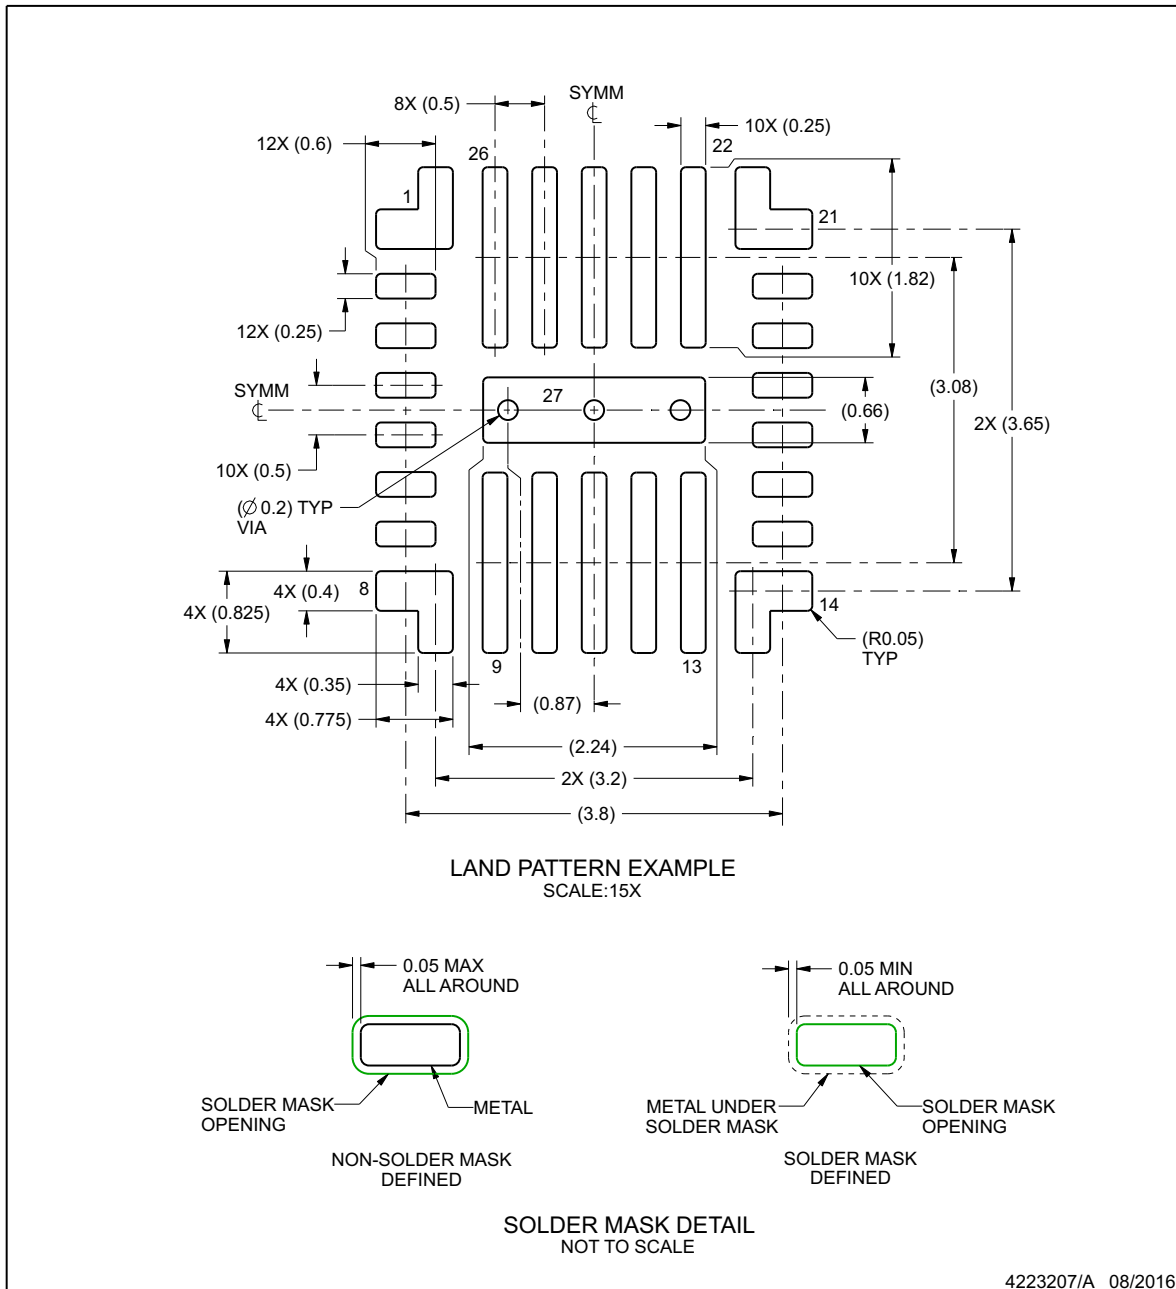 SYMM
℄
8X (0.5)
10X (0.25)
12X (0.6)
26
22
1
21
10X (1.82)
12X (0.25)
SYMM
℄
27
(3.08)
(0.66)
2X (3.65)
10X (0.5)
(∅ 0.2) TYP
VIA
8
4X (0.4)
4X (0.825)
14
(R0.05)
TYP
9
13
4X (0.35)
(0.87)
4X (0.775)
(2.24)
2X (3.2)
(3.8)
LAND PATTERN EXAMPLE
SCALE:15X
0.05 MAX
ALL AROUND
0.05 MIN
ALL AROUND
SOLDER MASK
OPENING
METAL
METAL UNDER
SOLDER MASK
SOLDER MASK
OPENING
NON-SOLDER MASK
DEFINED
SOLDER MASK
DEFINED
SOLDER MASK DETAIL
NOT TO SCALE
4223207/A 08/2016